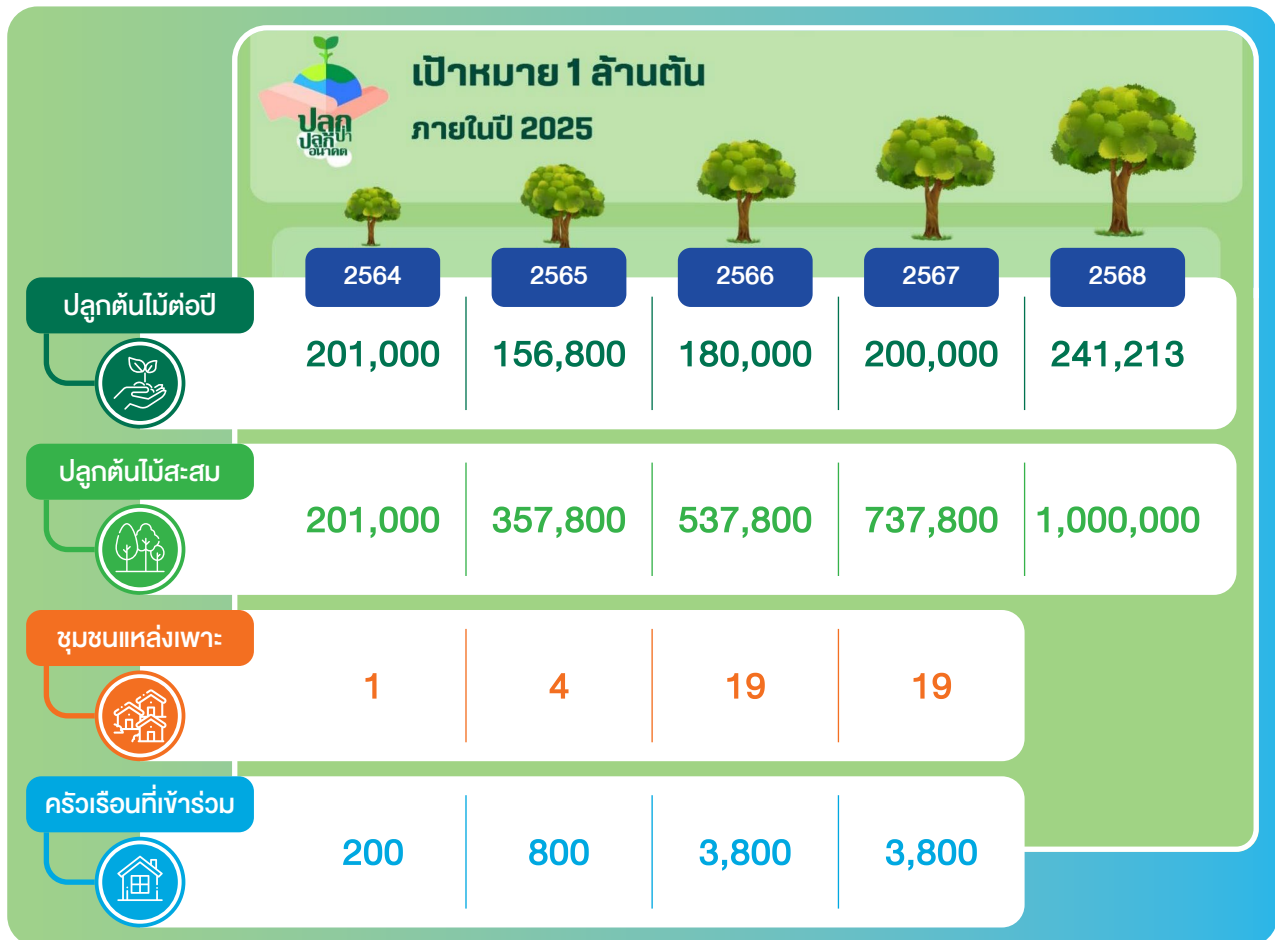 ปลูกป่า
ปลูก
อนาคต
เป้าหมาย 1 ล้านต้น
ภายในปี 2025
2564 2565 2566 2567 2568
ปลูกต้นไม้ต่อปี
201,000 156,800 180,000 200,000 241,213
ปลูกต้นไม้สะสม
201,000 357,800 537,800 737,800 1,000,000
ชุมชนแหล่งเพาะ
1 4 19 19
ครัวเรือนที่เข้าร่วม
200 800 3,800 3,800